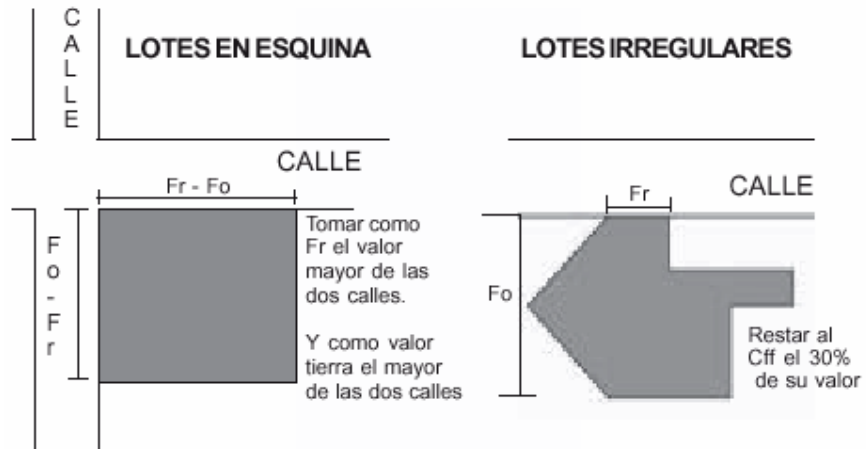 CALLE
LOTES EN ESQUINA
CALLE
Fr - Fo
Fo - Fr
Tomar como
Fr el valor
mayor de las
dos calles.
Y como valor
tierra el mayor
de las dos calles
LOTES IRREGULARES
CALLE
Fr
Fo
Restar al
Cff el 30%
de su valor